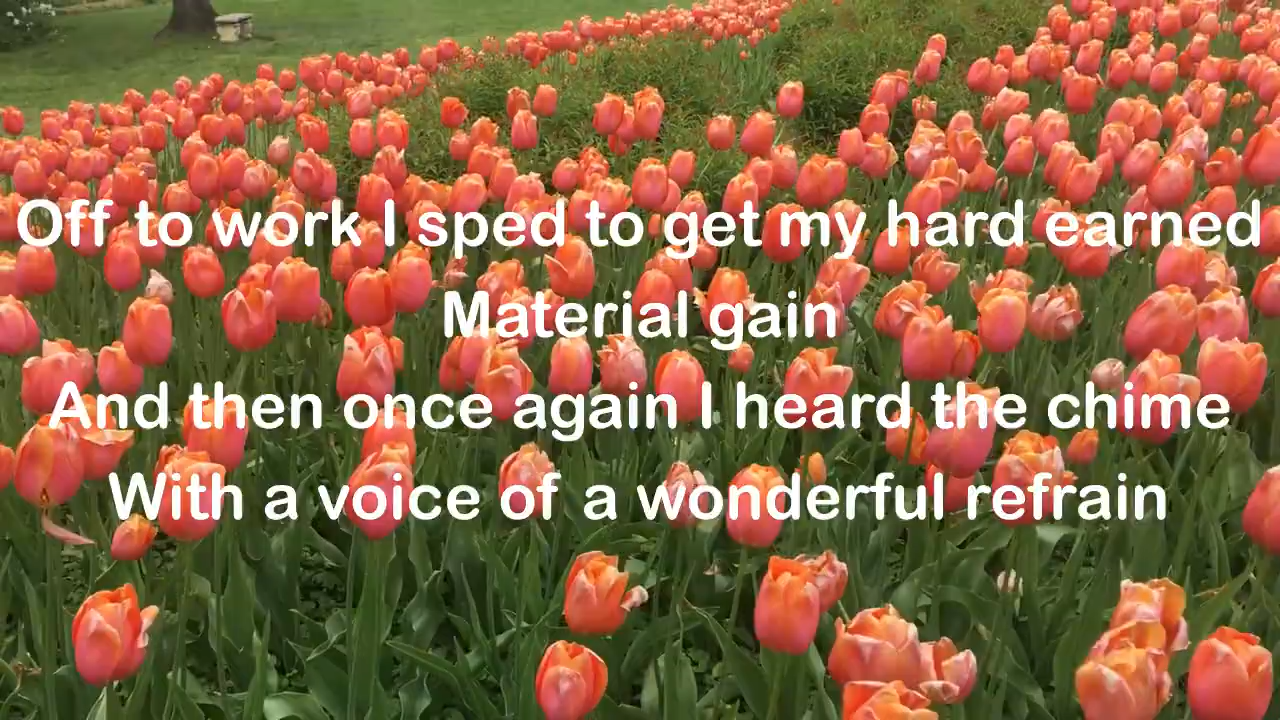 Off to work I sped to get my hard earned
Material gain
And then once again I heard the chime
With a voice of a wonderful refrain